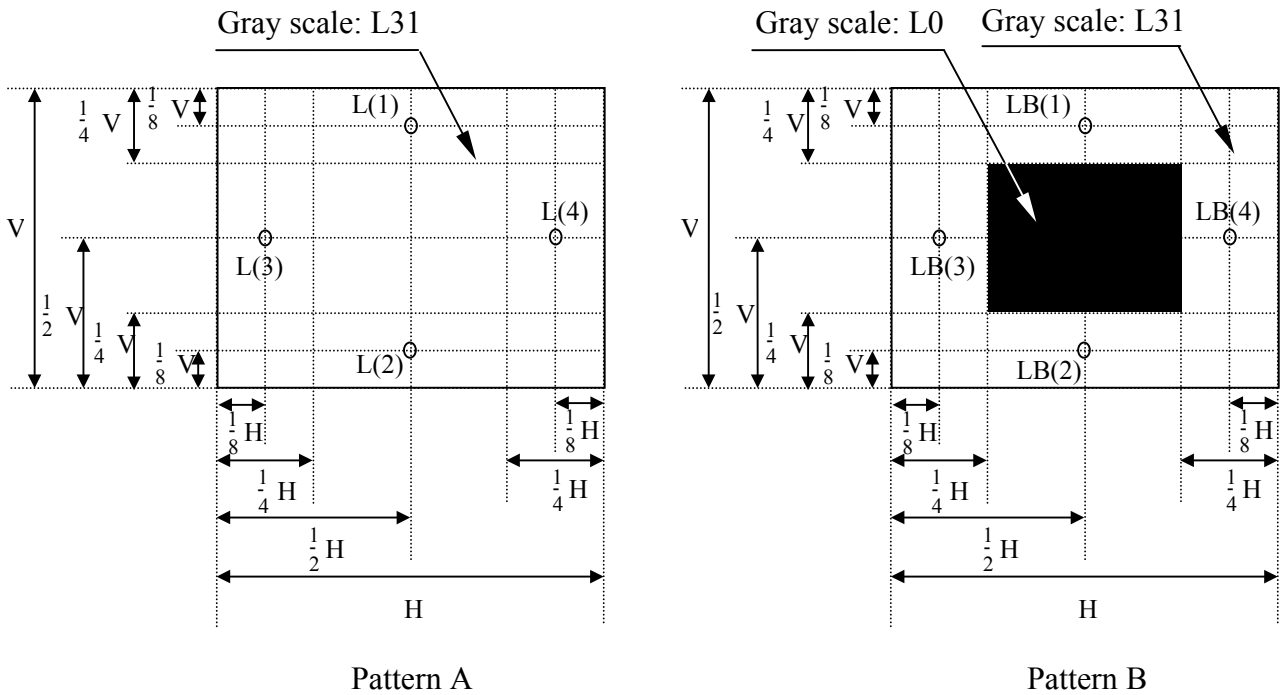 Gray scale: L31
1/4 V 1/8 V
L(1)
V
L(4)
L(3)
1/2 V 1/4 V 1/8 V
L(2)
1/8 H 1/8 H
1/4 H 1/4 H
1/2 H
H
Pattern A
Gray scale: L0 Gray scale: L31
1/4 V 1/8 V
LB(1)
V
LB(4)
LB(3)
1/2 V 1/4 V 1/8 V
LB(2)
1/8 H 1/8 H
1/4 H 1/4 H
1/2 H
H
Pattern B